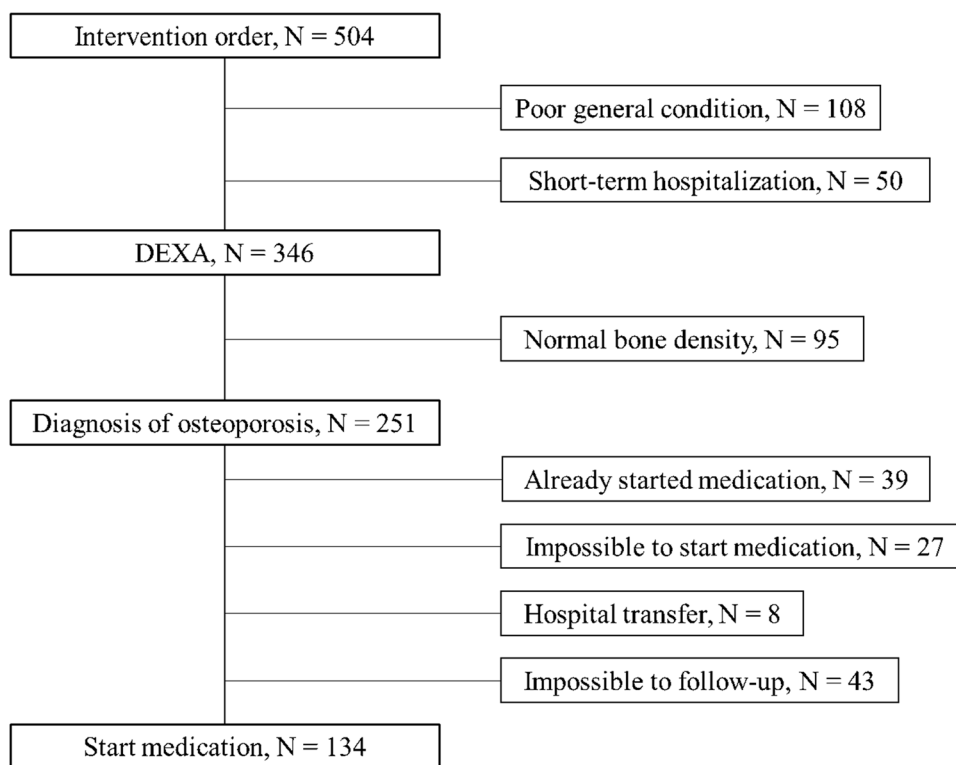 Intervention order, N = 504
Poor general condition, N = 108
Short-term hospitalization, N = 50
DEXA, N = 346
Normal bone density, N = 95
Diagnosis of osteoporosis, N = 251
Already started medication, N = 39
Impossible to start medication, N = 27
Hospital transfer, N = 8
Impossible to follow-up, N = 43
Start medication, N = 134